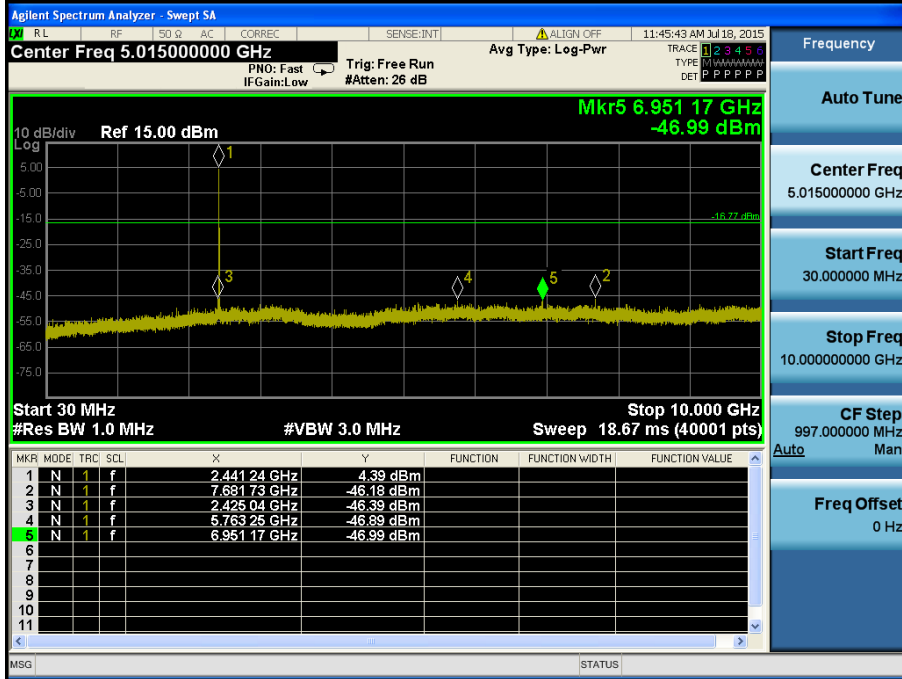 Agilent Spectrum Analyzer - Swept SA
LXI RL RF 50 Ω AC CORREC SENSE:INT ALIGN OFF 11:45:43 AM Jul 18, 2015
Center Freq 5.015000000 GHz Avg Type: Log-Pwr TRACE 1 2 3 4 5 6
PNO: Fast Trig: Free Run TYPE M
IFGain:Low #Atten: 26 dB DET P P P P P P
Mkr5 6.951 17 GHz
-46.99 dBm
10 dB/div Ref 15.00 dBm
Log
5.00
-5.00
-15.0
-25.0
-35.0
-45.0
-55.0
-65.0
-75.0
1
3
4
5
2
-16.77 dBm
Start 30 MHz Stop 10.000 GHz
#Res BW 1.0 MHz #VBW 3.0 MHz Sweep 18.67 ms (40001 pts)
MKR MODE TRC SCL X Y FUNCTION FUNCTION WIDTH FUNCTION VALUE
1 N 1 f 2.441 24 GHz 4.39 dBm
2 N 1 f 7.681 73 GHz -46.18 dBm
3 N 1 f 2.425 04 GHz -46.39 dBm
4 N 1 f 5.763 25 GHz -46.89 dBm
5 N 1 f 6.951 17 GHz -46.99 dBm
6
7
8
9
10
11
MSG STATUS
Frequency
Auto Tune
Center Freq
5.015000000 GHz
Start Freq
30.000000 MHz
Stop Freq
10.000000000 GHz
CF Step
997.000000 MHz
Auto Man
Freq Offset
0 Hz